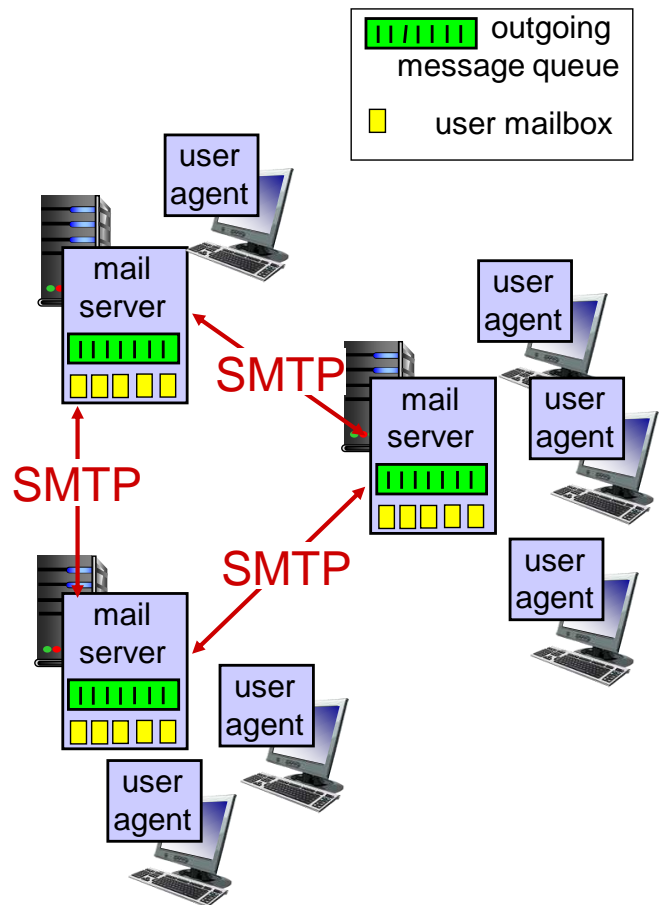 outgoing
message queue
user mailbox
user
agent
mail
server
user
agent
SMTP
mail
server
user
agent
SMTP
SMTP
user
agent
mail
server
user
agent
user
agent